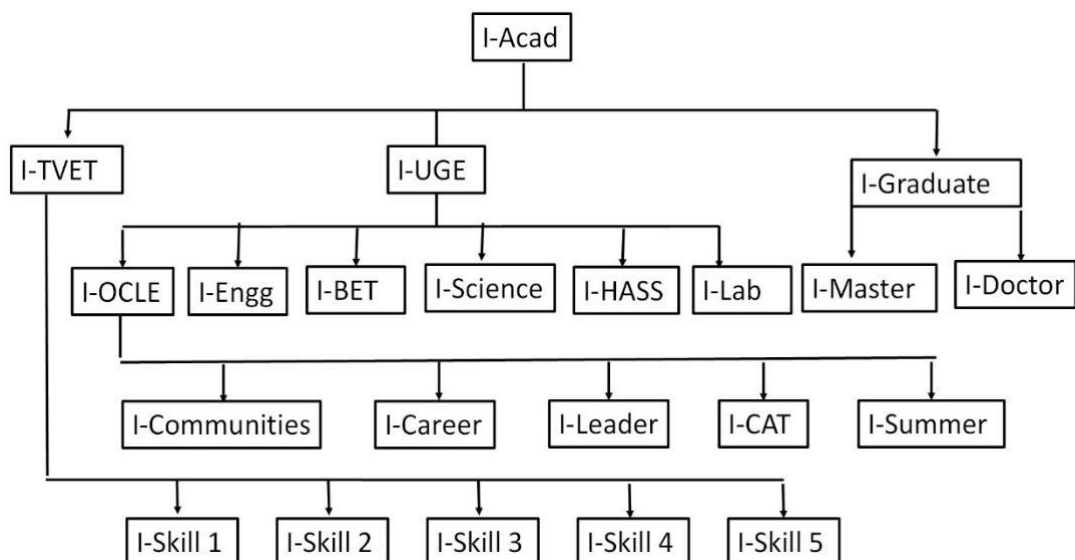 I-Acad
I-TVET
I-UGE
I-Graduate
I-OCLE
I-Engg
I-BET
I-Science
I-HASS
I-Lab
I-Master
I-Doctor
I-Communities
I-Career
I-Leader
I-CAT
I-Summer
I-Skill 1
I-Skill 2
I-Skill 3
I-Skill 4
I-Skill 5